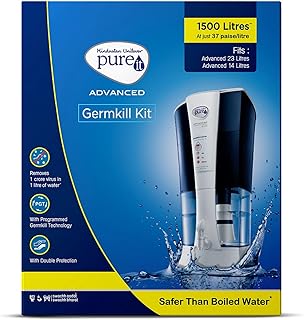 Hindustan Unilever
pure it
ADVANCED
Germkill Kit
1500 Litres*
At just 37 paise/litre
Fits :
Advanced 23 Litres
Advanced 14 Litres
Removes
1 crore virus in
1 litre of water*
PGT
With Programmed
Germkill Technology
With Double Protection
Safer Than Boiled Water*